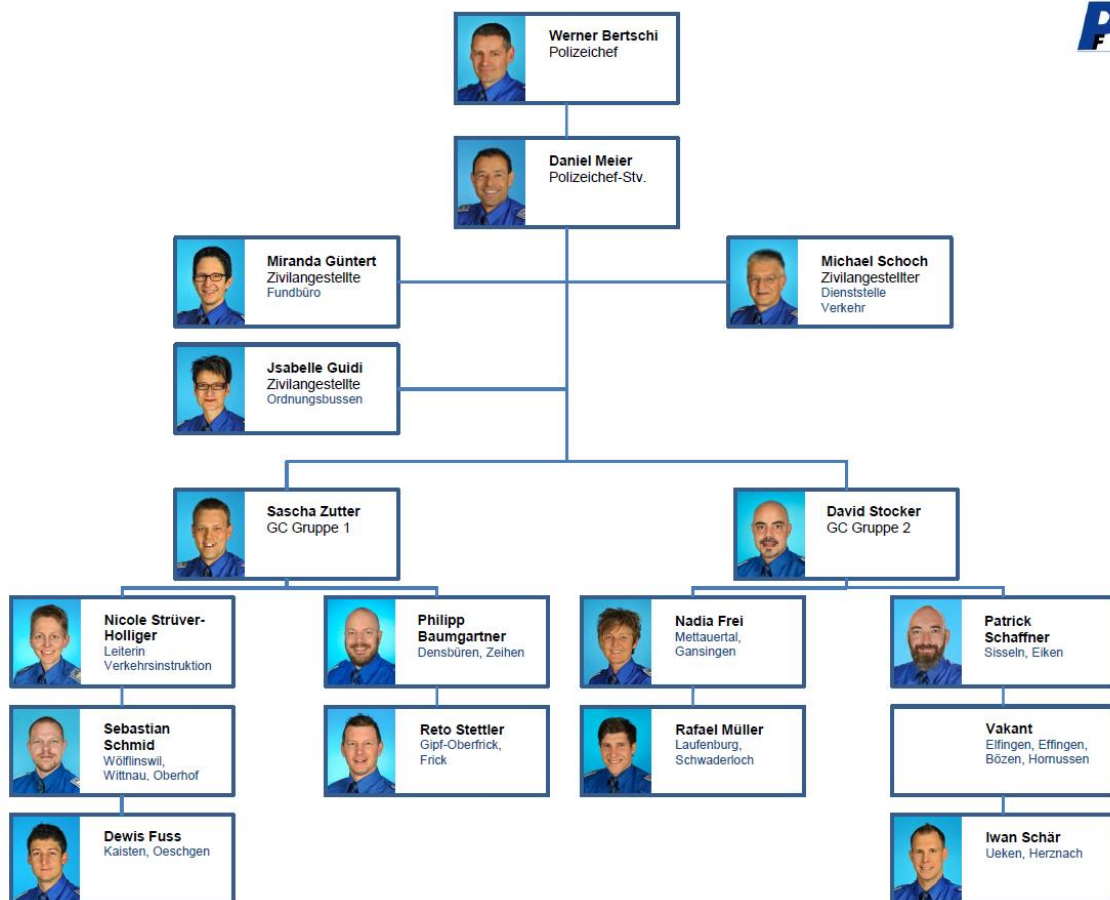 Werner Bertschi
Polizeichef
Daniel Meier
Polizeichef-Stv.
Miranda Güntert
Zivilangestellte
Fundbüro
Michael Schoch
Zivilangestellter
Dienststelle
Verkehr
Jsabelle Guidi
Zivilangestellte
Ordnungsbussen
Sascha Zutter
GC Gruppe 1
David Stocker
GC Gruppe 2
Nicole Strüver-
Holliger
Leiterin
Verkehrsinstruktion
Philipp
Baumgartner
Densbüren, Zeihen
Nadia Frei
Mettauertal,
Gansingen
Patrick
Schaffner
Sisseln, Eiken
Sebastian
Schmid
Wölflinswil,
Wittnau, Oberhof
Reto Stettler
Gipf-Oberfrick,
Frick
Rafael Müller
Laufenburg,
Schwaderloch
Vakant
Elfingen, Effingen,
Bözen, Hornussen
Dewis Fuss
Kaisten, Oeschgen
Iwan Schär
Ueken, Herznach